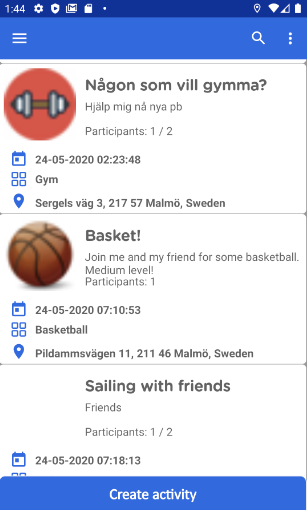 1:44
Någon som vill gymma?
Hjälp mig nå nya pb
Participants: 1 / 2
24-05-2020 02:23:48
Gym
Sergels väg 3, 217 57 Malmö, Sweden
Basket!
Join me and my friend for some basketball.
Medium level!
Participants: 1
24-05-2020 07:10:53
Basketball
Pildammsvägen 11, 211 46 Malmö, Sweden
Sailing with friends
Friends
Participants: 1 / 2
24-05-2020 07:18:13
Create activity